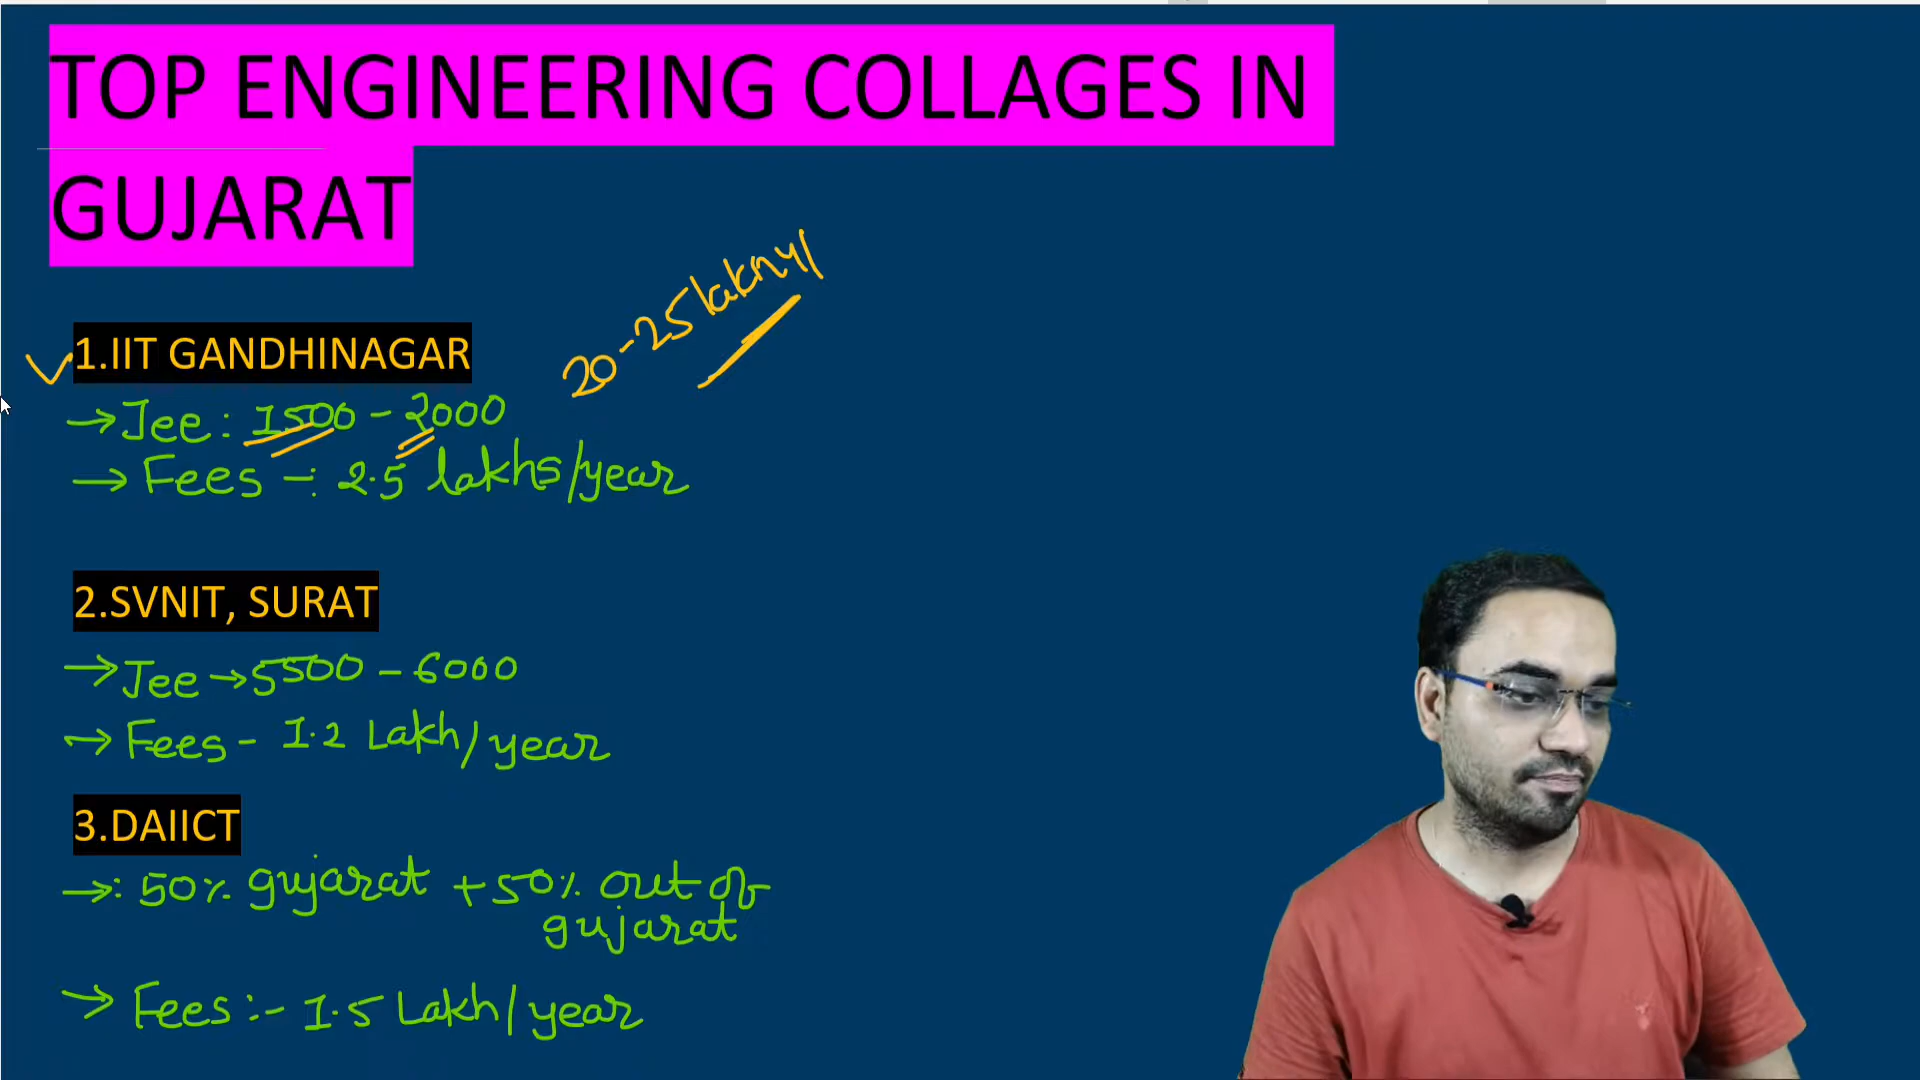 TOP ENGINEERING COLLAGES IN
GUJARAT
20-25 lakh
1.IIT GANDHINAGAR
→ Jee : 1500 - 2000
→ Fees -: 2.5 lakhs/year
2.SVNIT, SURAT
→ Jee → 5500 - 6000
→ Fees - 1.2 Lakh/year
3.DAIICT
→: 50% gujarat + 50% out of
gujarat
→ Fees :- 1.5 Lakh/year